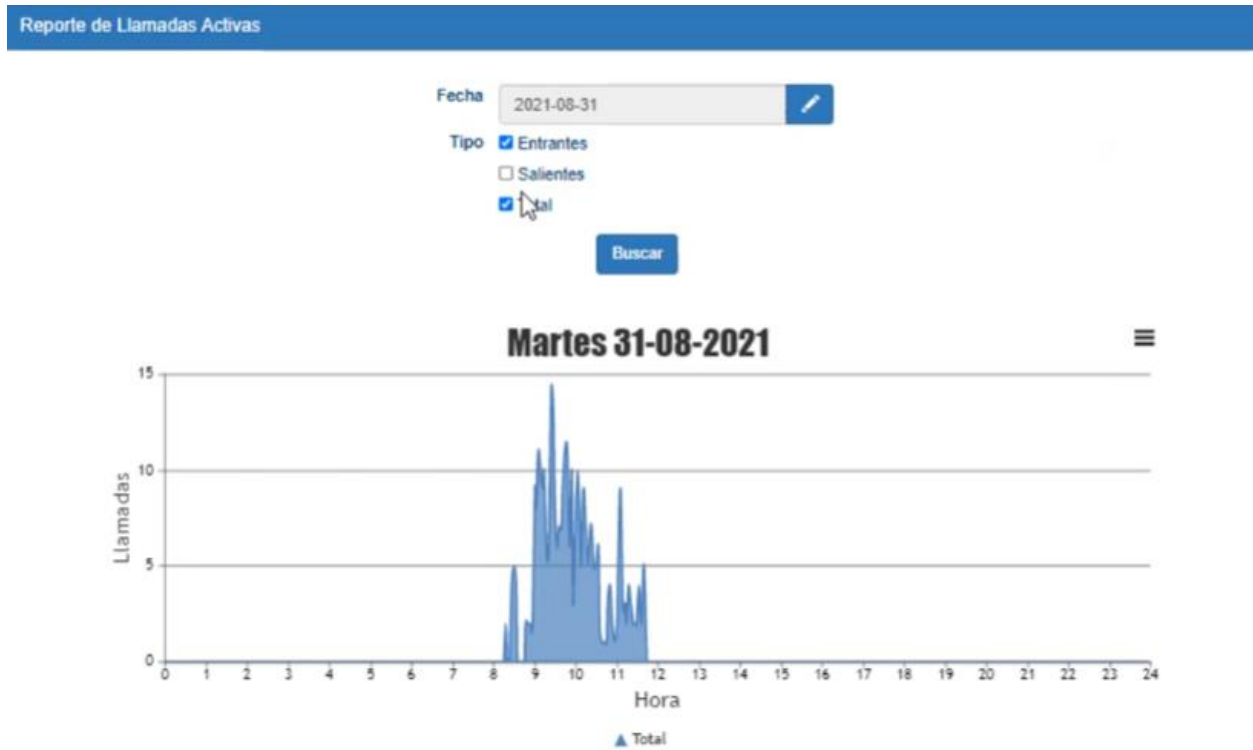 Reporte de Llamadas Activas
Fecha 2021-08-31
Tipo Entrantes
Salientes
Buscar
Martes 31-08-2021
15
10
5
0
Llamadas
0 1 2 3 4 5 6 7 8 9 10 11 12 13 14 15 16 17 18 19 20 21 22 23 24
Hora
Total